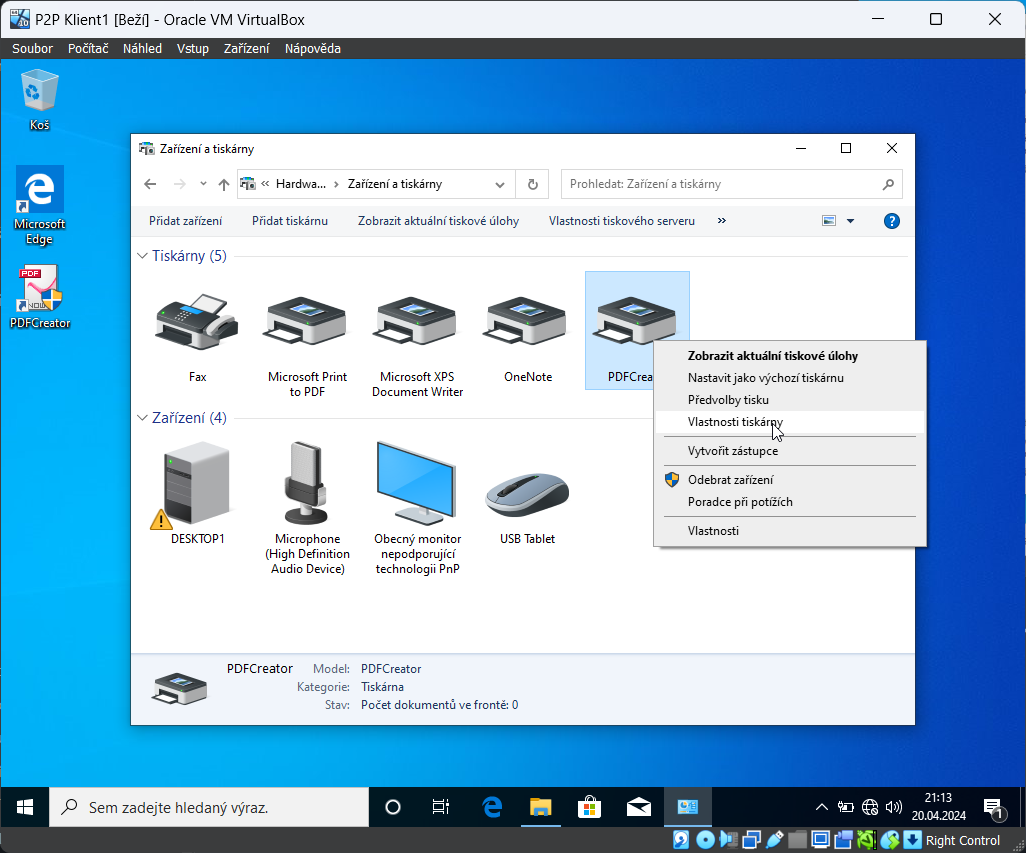 P2P Klient1 [Beží] - Oracle VM VirtualBox
Soubor Počítač Náhled Vstup Zařízení Nápověda
Koš
Microsoft
Edge
PDF
NOW
PDFCreator
Zařízení a tiskárny
« Hardwa... › Zařízení a tiskárny
Prohledat: Zařízení a tiskárny
Přidat zařízení Přidat tiskárnu Zobrazit aktuální tiskové úlohy Vlastnosti tiskového serveru »
Tiskárny (5)
Fax
Microsoft Print
to PDF
Microsoft XPS
Document Writer
OneNote
PDFCrea
Zobrazit aktuální tiskové úlohy
Nastavit jako výchozí tiskárnu
Předvolby tisku
Vlastnosti tiskárny
Vytvořit zástupce
Odebrat zařízení
Poradce při potížích
Vlastnosti
Zařízení (4)
DESKTOP1
Microphone
(High Definition
Audio Device)
Obecný monitor
nepodporující
technologii PnP
USB Tablet
PDFCreator Model: PDFCreator
Kategorie: Tiskárna
Stav: Počet dokumentů ve frontě: 0
Sem zadejte hledaný výraz.
21:13
20.04.2024
1
Right Control